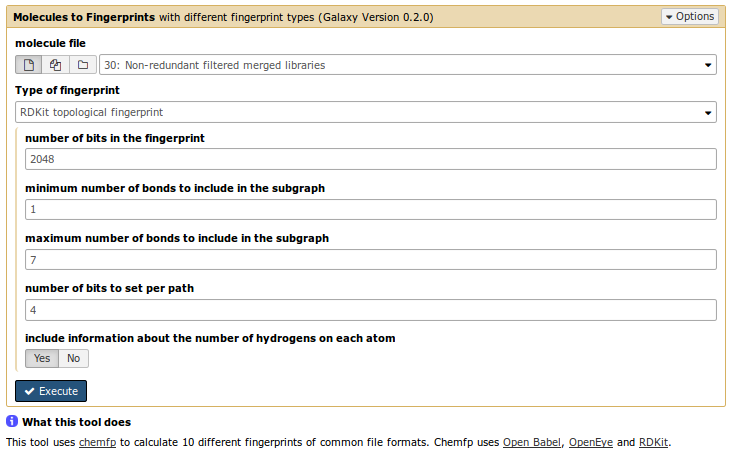 Molecules to Fingerprints with different fingerprint types (Galaxy Version 0.2.0) Options
molecule file
30: Non-redundant filtered merged libraries
Type of fingerprint
RDKit topological fingerprint
number of bits in the fingerprint
2048
minimum number of bonds to include in the subgraph
1
maximum number of bonds to include in the subgraph
7
number of bits to set per path
4
include information about the number of hydrogens on each atom
Yes No
Execute
What this tool does
This tool uses chemfp to calculate 10 different fingerprints of common file formats. Chemfp uses Open Babel, OpenEye and RDKit.